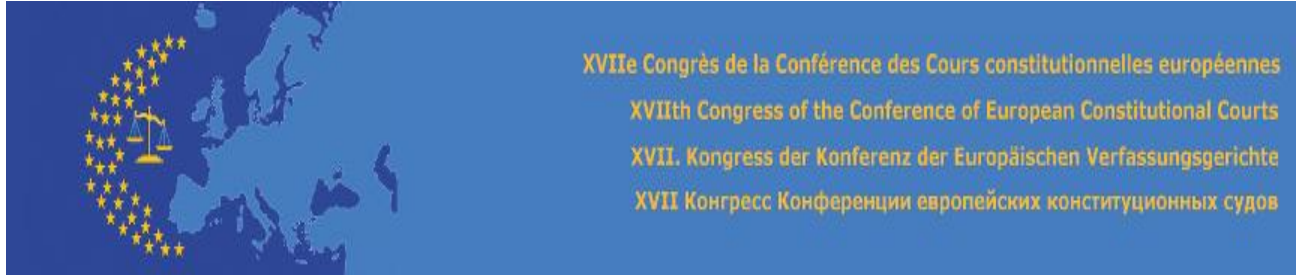 XVIIe Congrès de la Conférence des Cours constitutionnelles européennes
XVIIth Congress of the Conference of European Constitutional Courts
XVII. Kongress der Konferenz der Europäischen Verfassungsgerichte
XVII Конгресс Конференции европейских конституционных судов